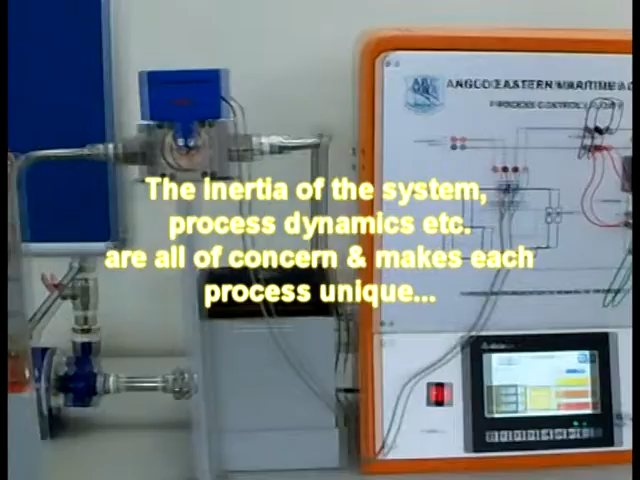 ANGLO EASTERN MARITIME A
PROCESS CONTROL
The Inertia of the system,
process dynamics etc.
are all of concern & makes each
process unique...